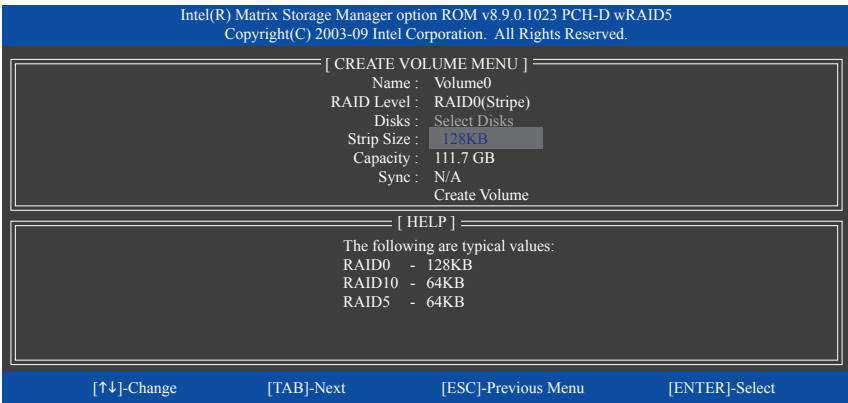 Intel(R) Matrix Storage Manager option ROM v8.9.0.1023 PCH-D wRAID5
Copyright(C) 2003-09 Intel Corporation. All Rights Reserved.
[ CREATE VOLUME MENU ]
Name : Volume0
RAID Level : RAID0(Stripe)
Disks : Select Disks
Strip Size : 128KB
Capacity : 111.7 GB
Sync : N/A
Create Volume
[ HELP ]
The following are typical values:
RAID0 - 128KB
RAID10 - 64KB
RAID5 - 64KB
[↑↓]-Change [TAB]-Next [ESC]-Previous Menu [ENTER]-Select